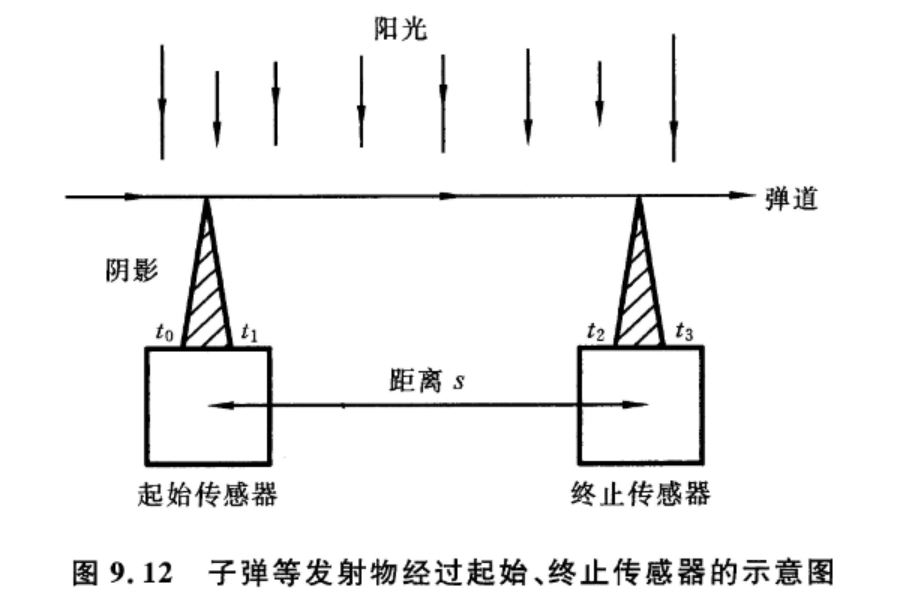 阳光
弹道
阴影
t₀ t₁ t₂ t₃
距离 s
起始传感器 终止传感器
图 9.12 子弹等发射物经过起始、终止传感器的示意图